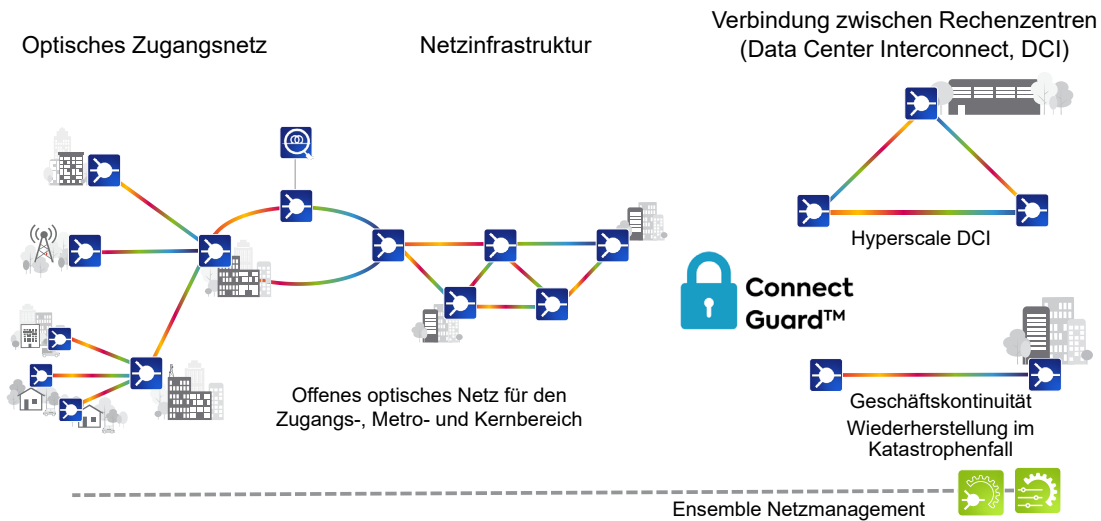 Optisches Zugangsnetz
Netzinfrastruktur
Verbindung zwischen Rechenzentren
(Data Center Interconnect, DCI)
Hyperscale DCI
Connect
Guard™
Offenes optisches Netz für den
Zugangs-, Metro- und Kernbereich
Geschäftskontinuität
Wiederherstellung im
Katastrophenfall
Ensemble Netzmanagement